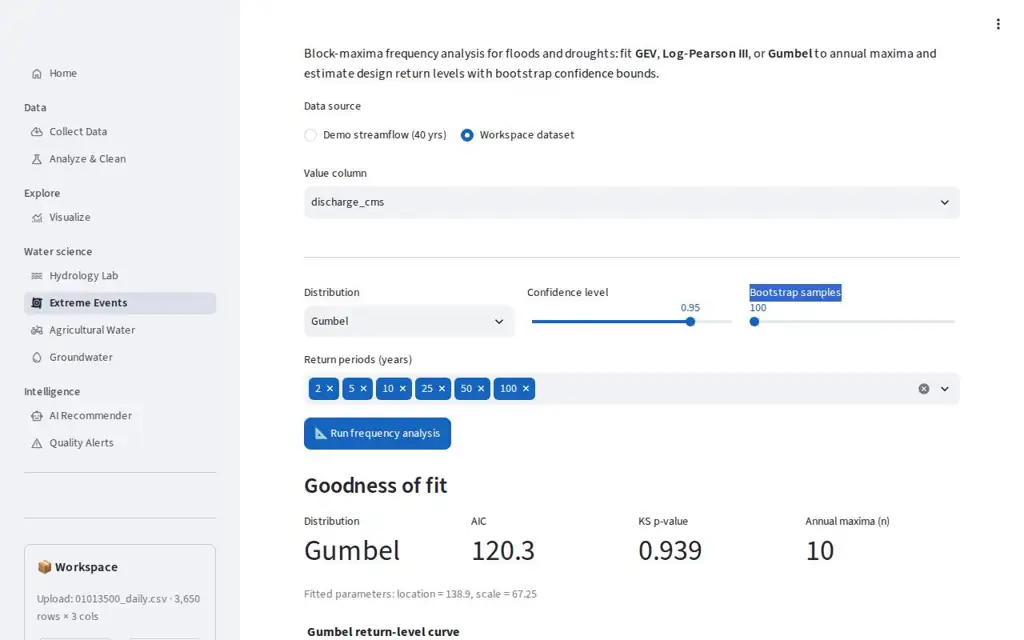 Home
Data
Collect Data
Analyze & Clean
Explore
Visualize
Water science
Hydrology Lab
Extreme Events
Agricultural Water
Groundwater
Intelligence
AI Recommender
Quality Alerts
Workspace
Upload: 01013500_daily.csv · 3,650
rows × 3 cols
Block-maxima frequency analysis for floods and droughts: fit GEV, Log-Pearson III, or Gumbel to annual maxima and
estimate design return levels with bootstrap confidence bounds.
Data source
Demo streamflow (40 yrs) Workspace dataset
Value column
discharge_cms
Distribution Confidence level Bootstrap samples
0.95 100
Gumbel
Return periods (years)
2 × 5 × 10 × 25 × 50 × 100 ×
Run frequency analysis
Goodness of fit
Distribution AIC KS p-value Annual maxima (n)
Gumbel 120.3 0.939 10
Fitted parameters: location = 138.9, scale = 67.25
Gumbel return-level curve